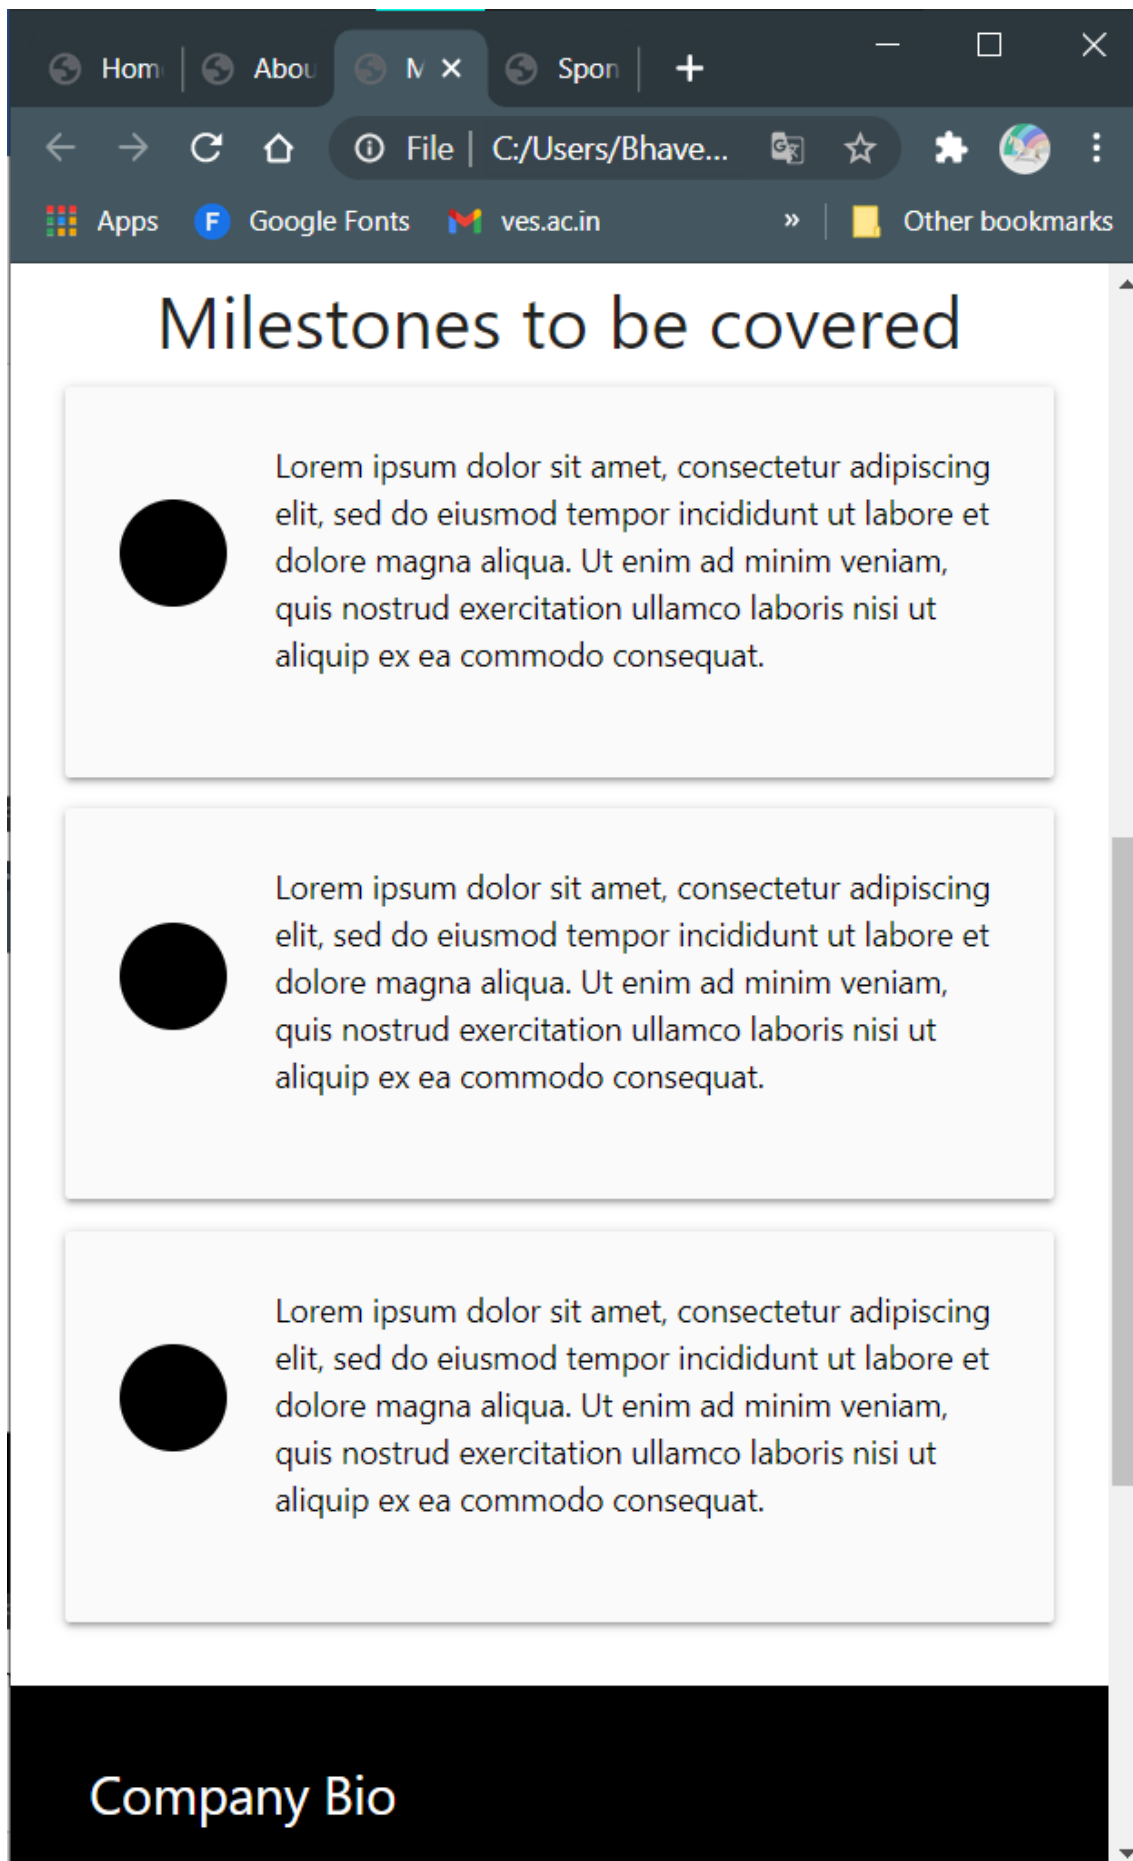 Hom
Abou
M
Spon
File
C:/Users/Bhave...
Apps
F
Google Fonts
ves.ac.in
»
Other bookmarks
Milestones to be covered
Lorem ipsum dolor sit amet, consectetur adipiscing
elit, sed do eiusmod tempor incididunt ut labore et
dolore magna aliqua. Ut enim ad minim veniam,
quis nostrud exercitation ullamco laboris nisi ut
aliquip ex ea commodo consequat.
Lorem ipsum dolor sit amet, consectetur adipiscing
elit, sed do eiusmod tempor incididunt ut labore et
dolore magna aliqua. Ut enim ad minim veniam,
quis nostrud exercitation ullamco laboris nisi ut
aliquip ex ea commodo consequat.
Lorem ipsum dolor sit amet, consectetur adipiscing
elit, sed do eiusmod tempor incididunt ut labore et
dolore magna aliqua. Ut enim ad minim veniam,
quis nostrud exercitation ullamco laboris nisi ut
aliquip ex ea commodo consequat.
Company Bio